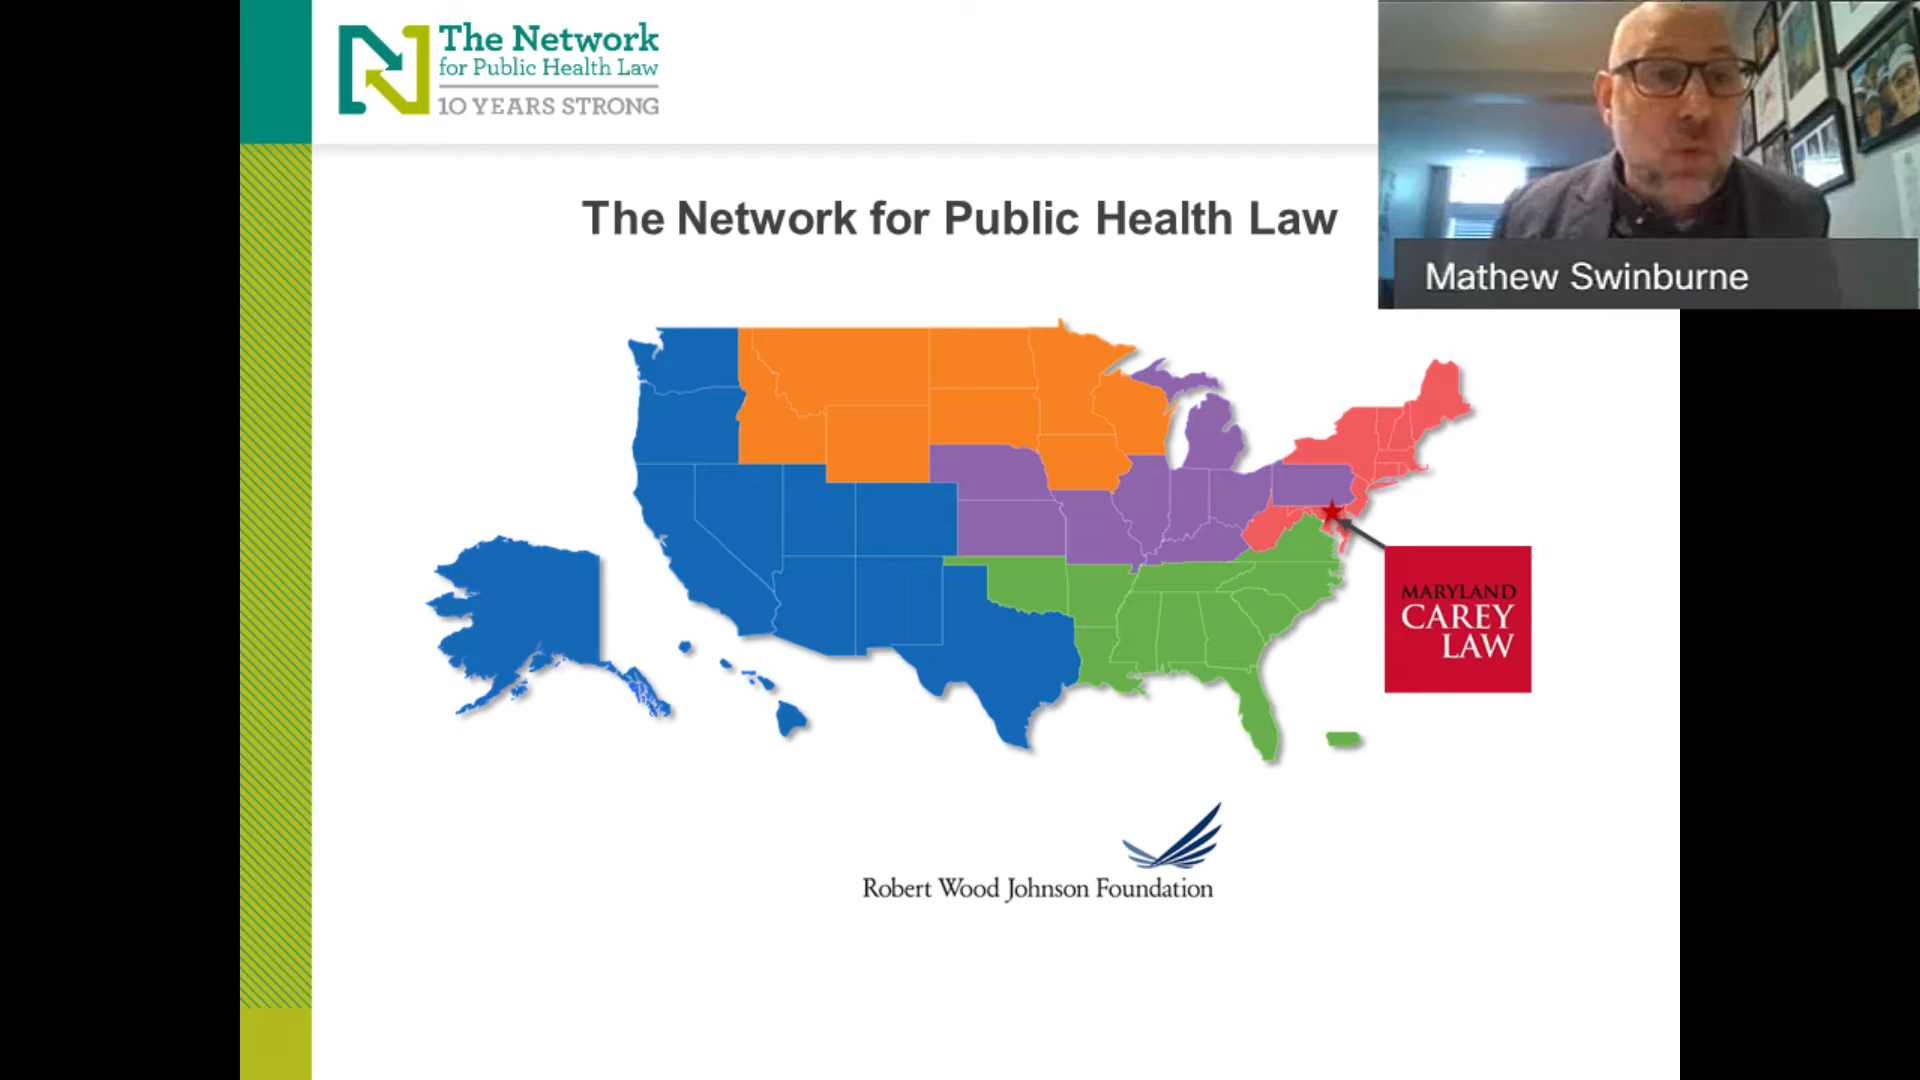 The Network
for Public Health Law
10 YEARS STRONG
Mathew Swinburne
The Network for Public Health Law
MARYLAND
CAREY
LAW
Robert Wood Johnson Foundation